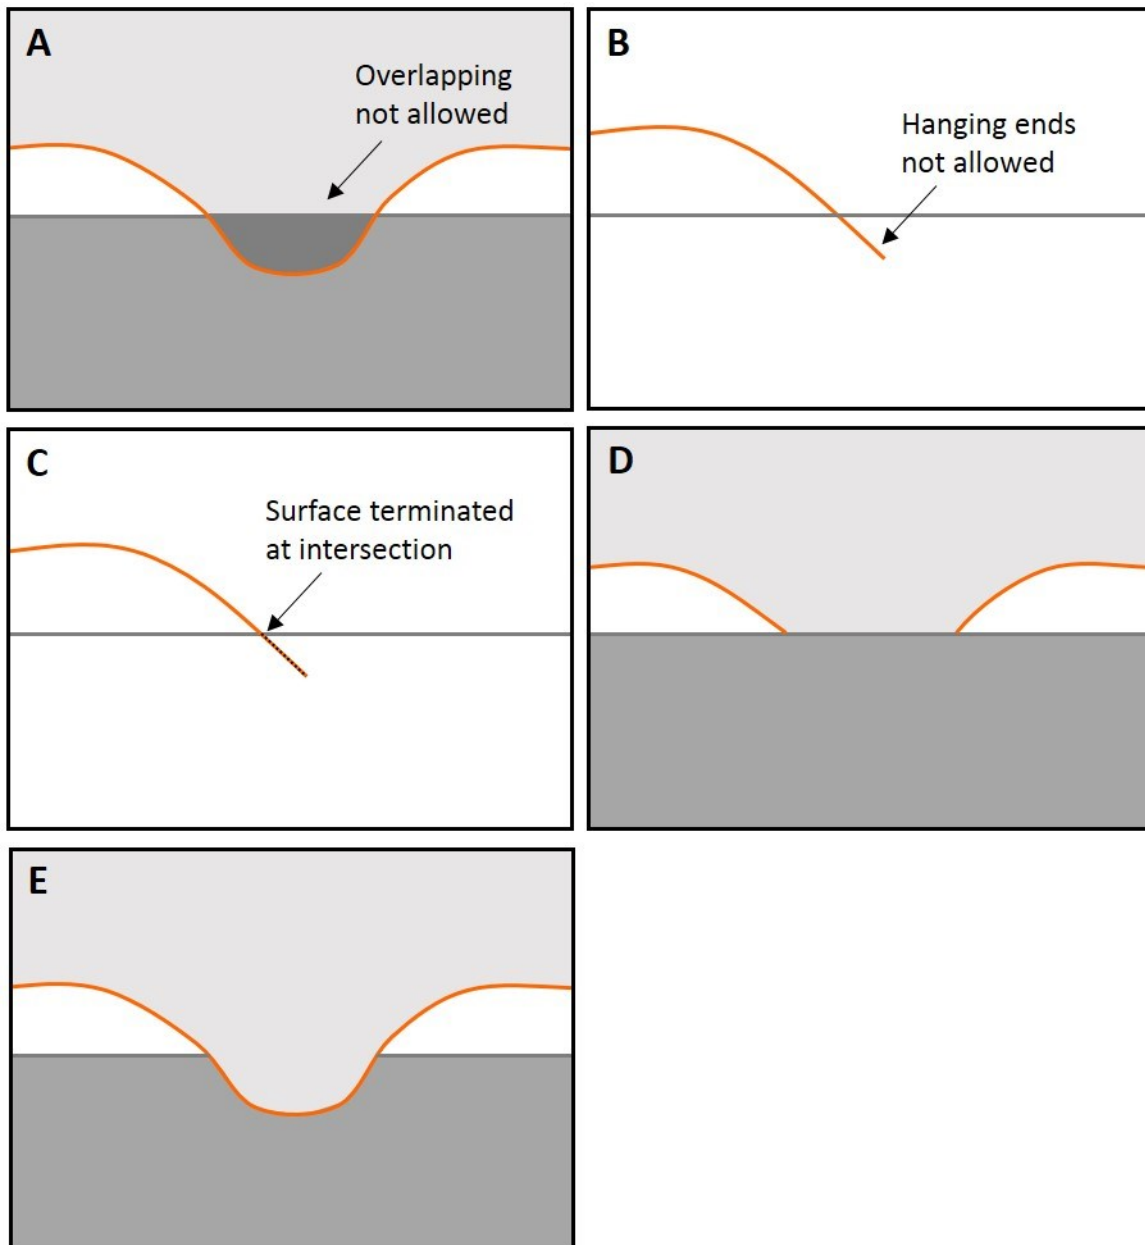 A
Overlapping
not allowed
B
Hanging ends
not allowed
C
Surface terminated
at intersection
D
E